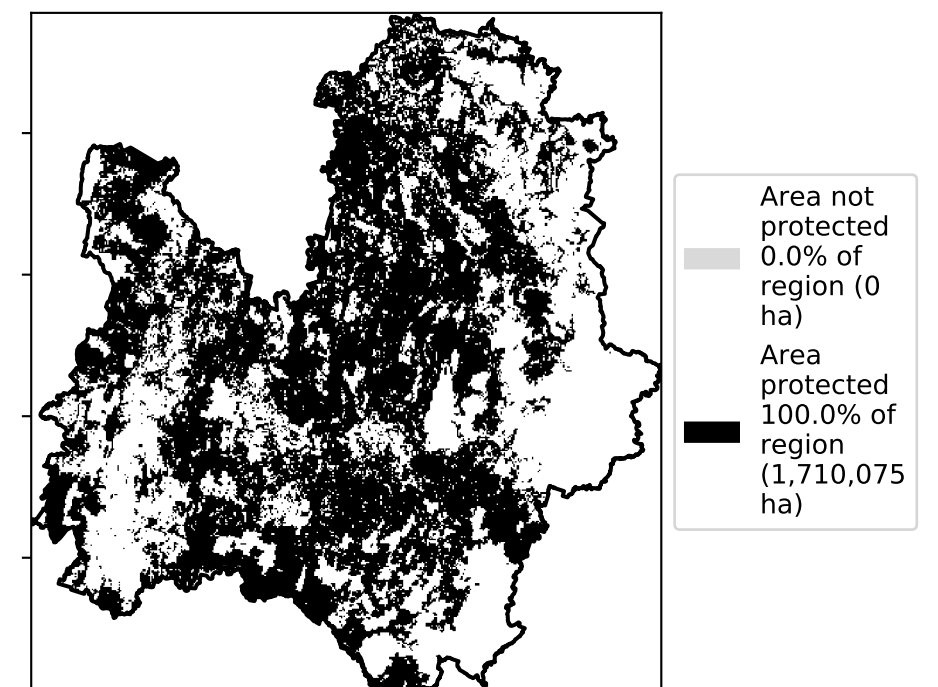 Area not
protected
0.0% of
region (0
ha)
Area
protected
100.0% of
region
(1,710,075
ha)